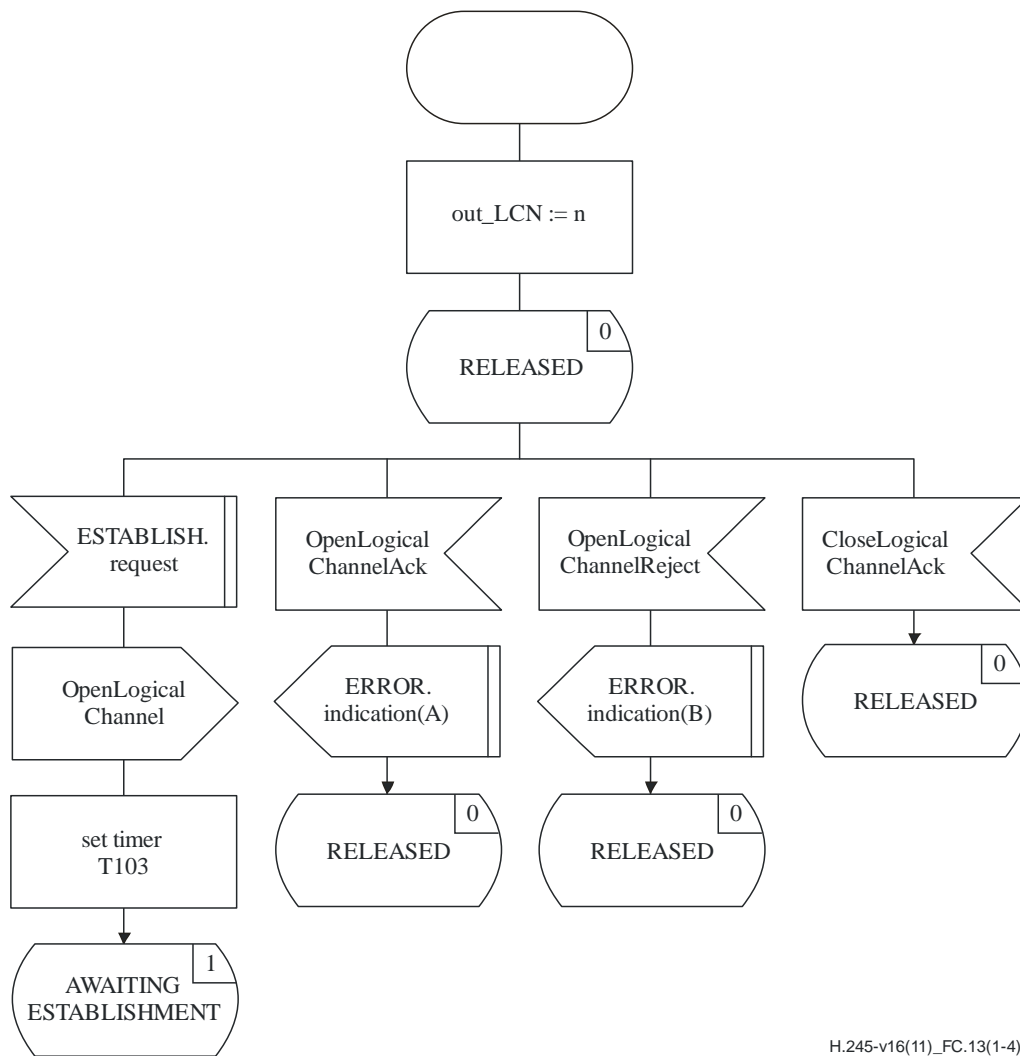 out_LCN := n
0
RELEASED
ESTABLISH.
request
OpenLogical
ChannelAck
OpenLogical
ChannelReject
CloseLogical
ChannelAck
OpenLogical
Channel
ERROR.
indication(A)
ERROR.
indication(B)
0
RELEASED
set timer
T103
0
RELEASED
0
RELEASED
1
AWAITING
ESTABLISHMENT
H.245-v16(11)_FC.13(1-4)